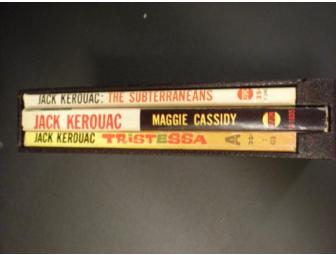 JACK KEROUAC: THE SUBTERRANEANS
JACK KEROUAC MAGGIE CASSIDY
JACK KEROUAC TRISTESSA